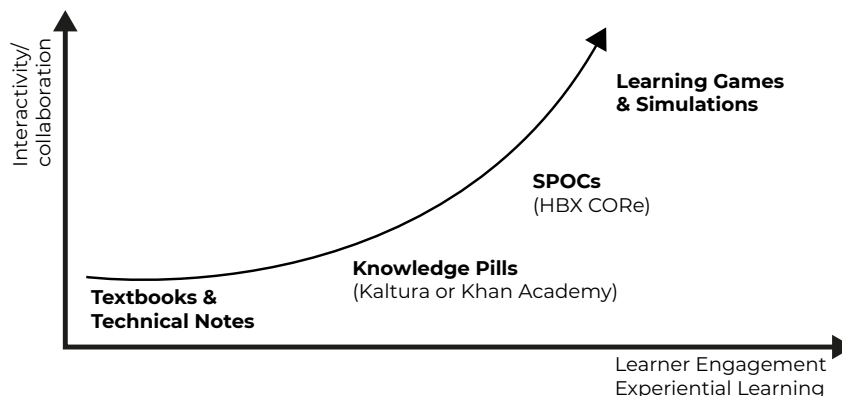 Interactivity/
collaboration
Learning Games
& Simulations
SPOCs
(HBX CORe)
Knowledge Pills
(Kaltura or Khan Academy)
Textbooks &
Technical Notes
Learner Engagement
Experiential Learning